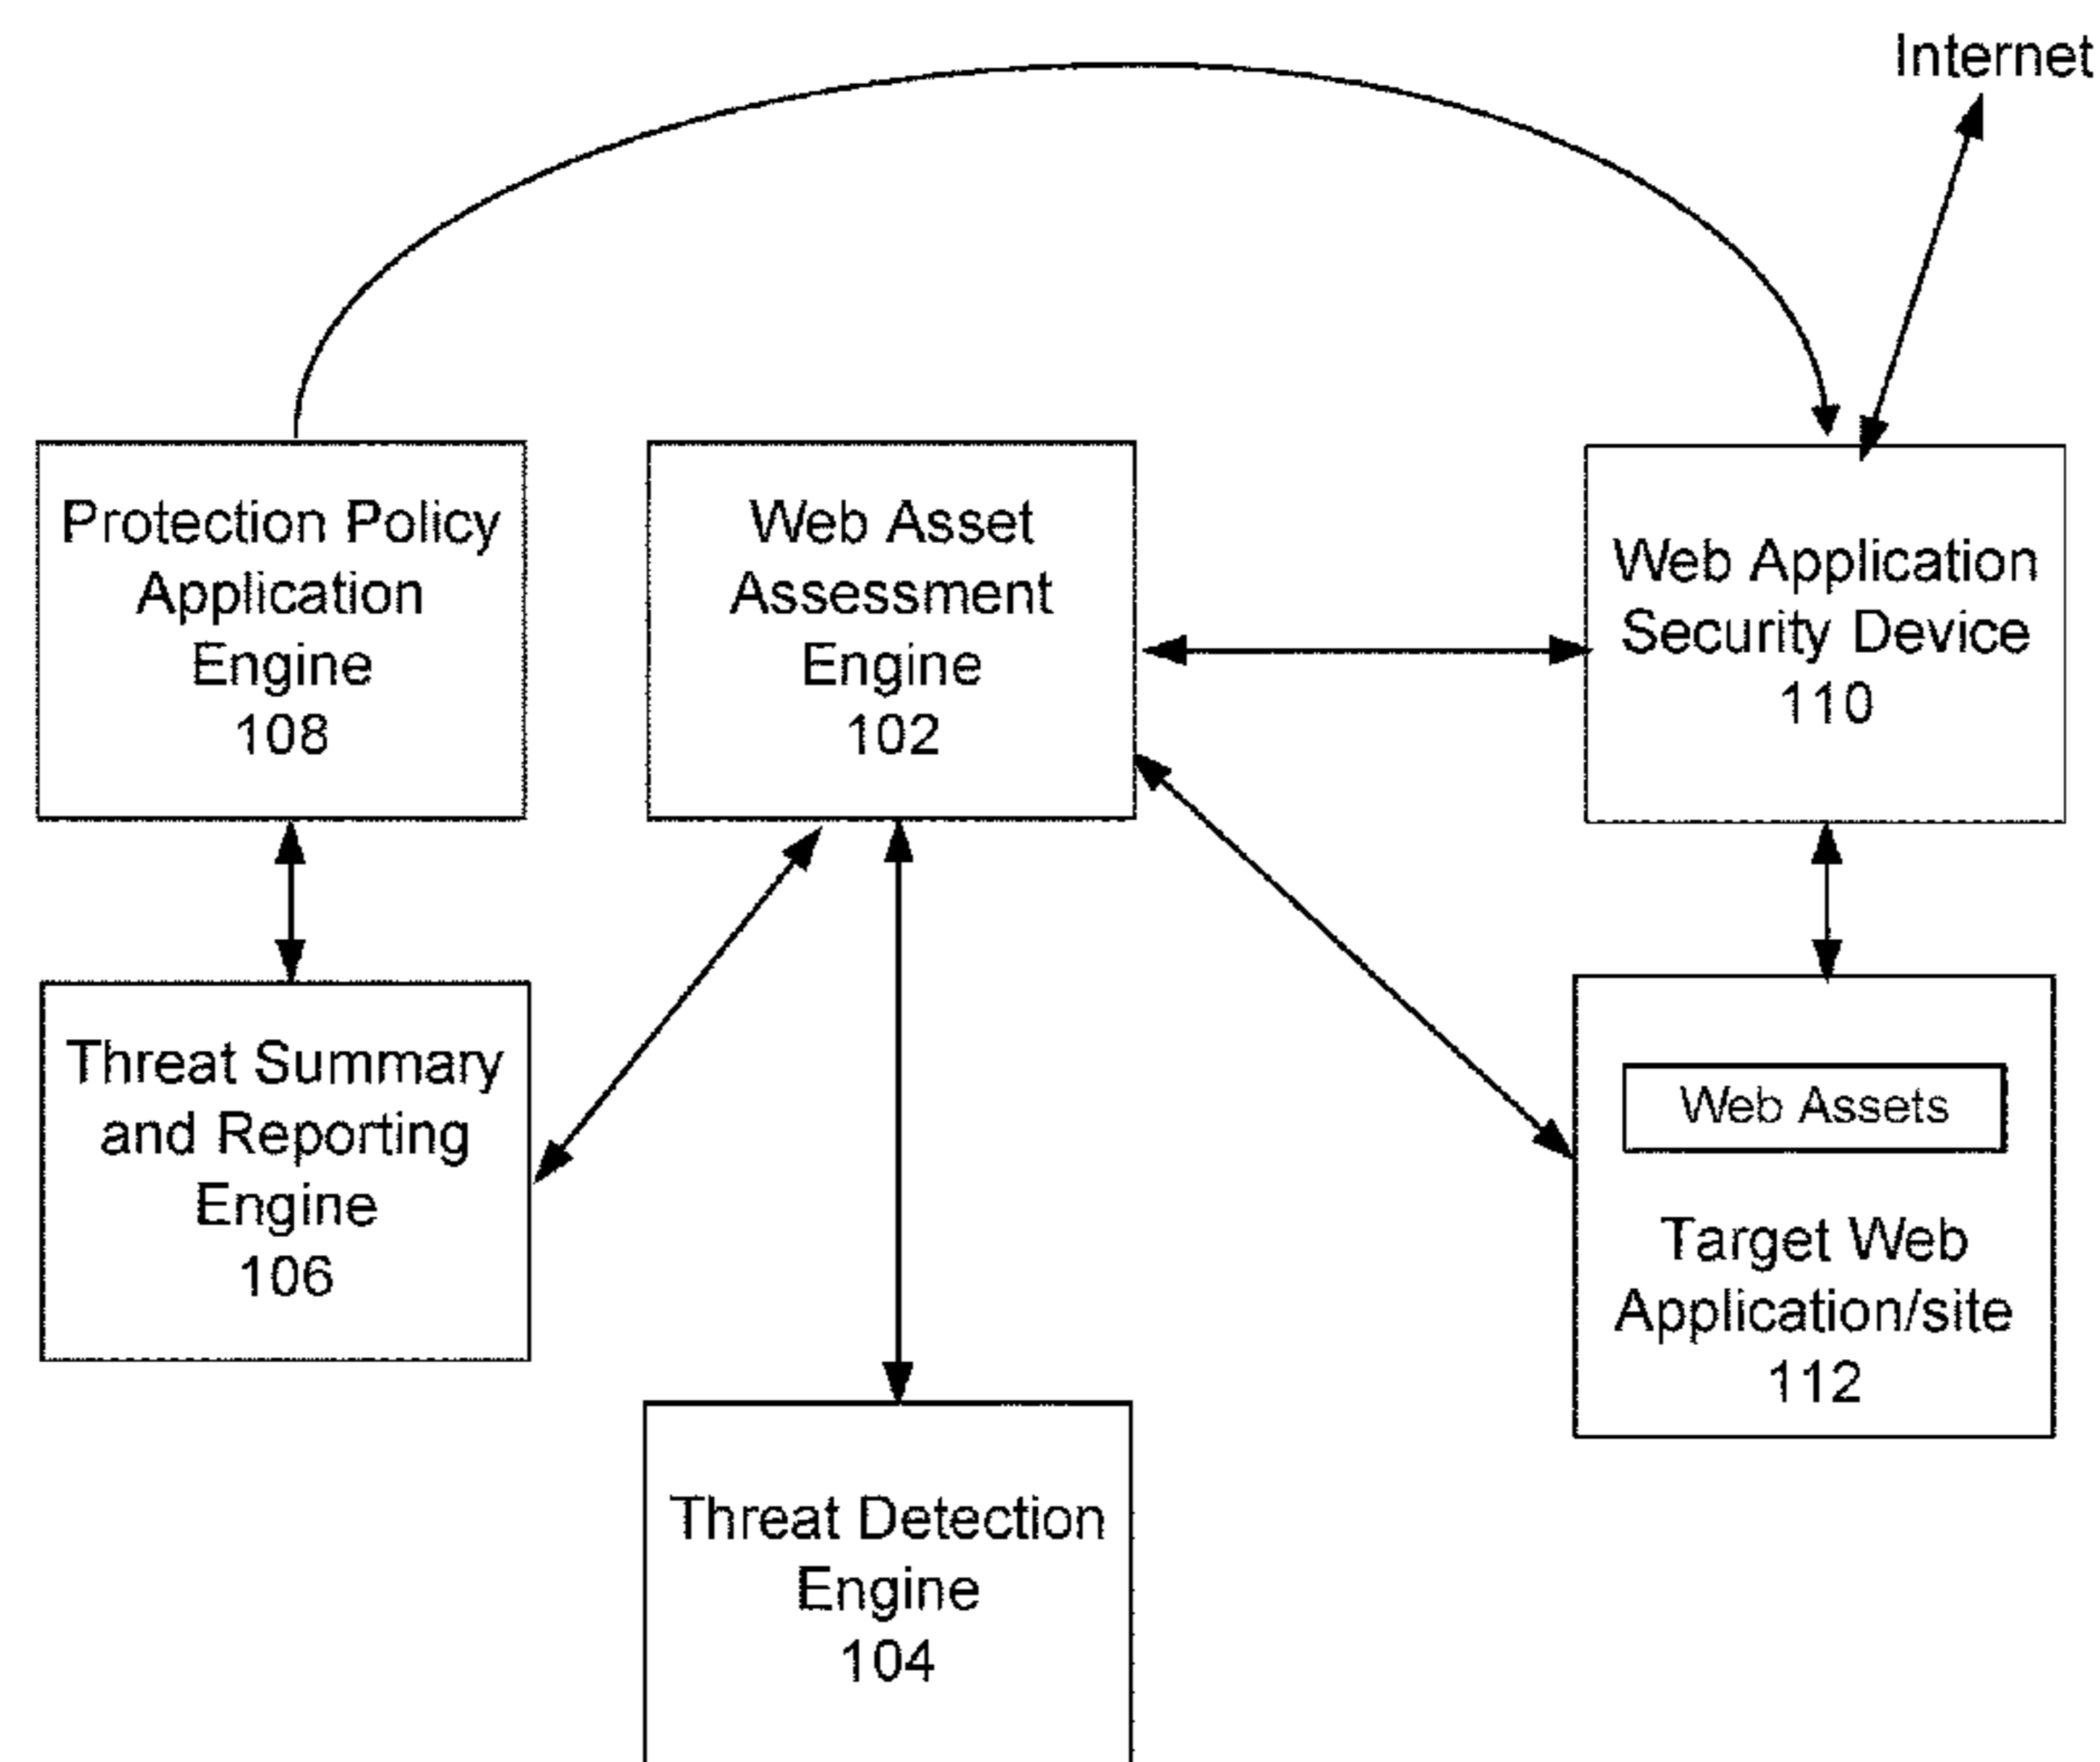 Internet
Protection Policy
Application
Engine
108
Web Asset
Assessment
Engine
102
Web Application
Security Device
110
Threat Summary
and Reporting
Engine
106
Web Assets
Target Web
Application/site
112
Threat Detection
Engine
104